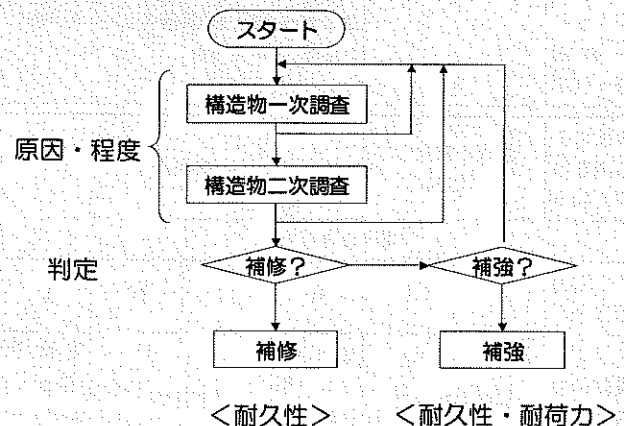 スタート
構造物一次調査
原因・程度
構造物二次調査
判定
補修?
補強?
補修
補強
<耐久性>
<耐久性・耐荷力>